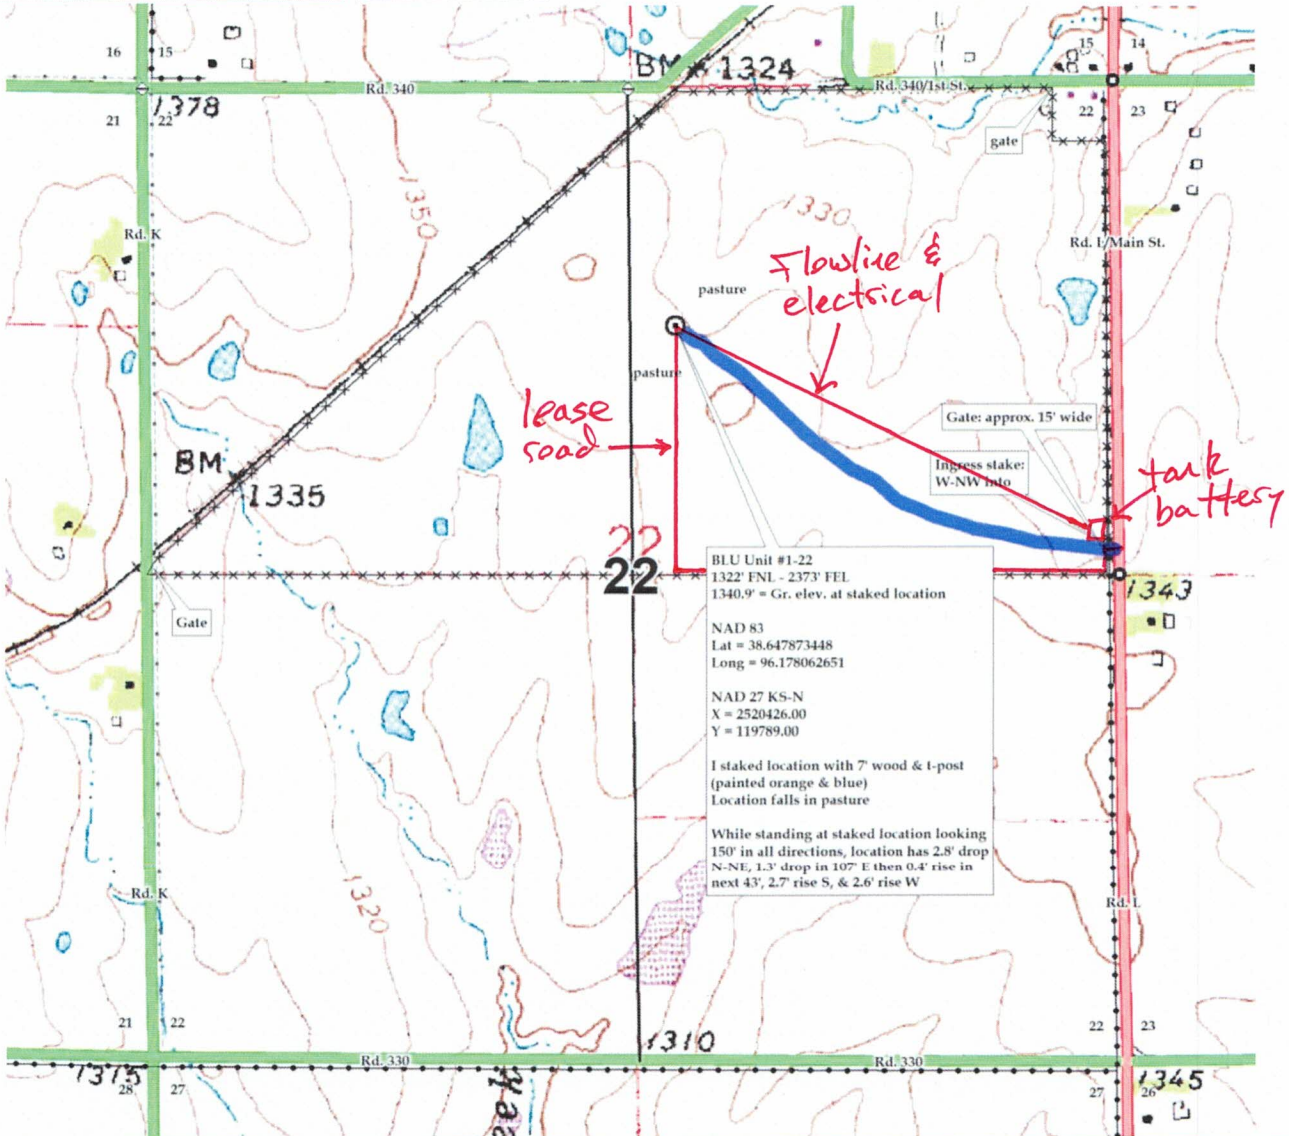 16
15
BM
1324
15
14
Rd. 340
Rd. 340/1st St.
1378
21
22
22
23
gate
1350
1330
Rd. K
Rd. L/Main St.
Flowline &
electrical
pasture
pasture
lease
road
Gate: approx. 15' wide
Ingress stake:
W-NW into
tank
battery
BM
1335
22
22
1343
Gate
BLU Unit #1-22
1322' FNL - 2373' FEL
1340.9' = Gr. elev. at staked location
NAD 83
Lat = 38.647873448
Long = 96.178062651
NAD 27 KS-N
X = 2520426.00
Y = 119789.00
I staked location with 7' wood & t-post
(painted orange & blue)
Location falls in pasture
While standing at staked location looking
150' in all directions, location has 2.8' drop
N-NE, 1.3' drop in 107' E then 0.4' rise in
next 43', 2.7' rise S, & 2.6' rise W
Rd. K
1320
Rd. L
21
22
22
23
1310
Rd. 330
Rd. 330
1315
28
27
27
26
1345